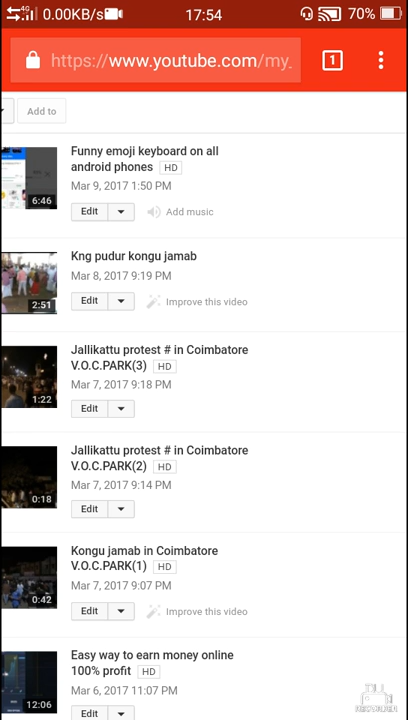 4G 0.00KB/s 17:54 70%
https://www.youtube.com/my_ 1
Add to
Funny emoji keyboard on all
android phones HD
Mar 9, 2017 1:50 PM
6:46
Edit Add music
Kng pudur kongu jamab
Mar 8, 2017 9:19 PM
2:51
Edit Improve this video
Jallikattu protest # in Coimbatore
V.O.C.PARK(3) HD
Mar 7, 2017 9:18 PM
1:22
Edit
Jallikattu protest # in Coimbatore
V.O.C.PARK(2) HD
Mar 7, 2017 9:14 PM
0:18
Edit
Kongu jamab in Coimbatore
V.O.C.PARK(1) HD
Mar 7, 2017 9:07 PM
0:42
Edit Improve this video
Easy way to earn money online
100% profit HD
Mar 6, 2017 11:07 PM
12:06
Edit